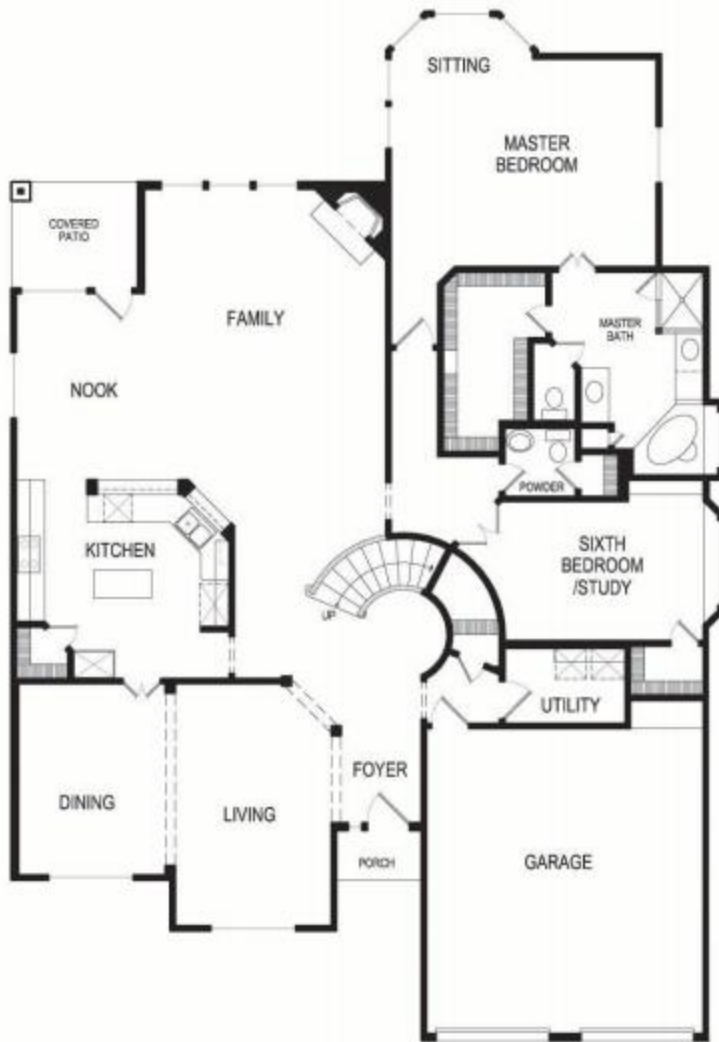 SITTING
MASTER
BEDROOM
COVERED
PATIO
FAMILY
MASTER
BATH
NOOK
POWDER
KITCHEN
SIXTH
BEDROOM
/STUDY
UP
UTILITY
FOYER
DINING
LIVING
PORCH
GARAGE